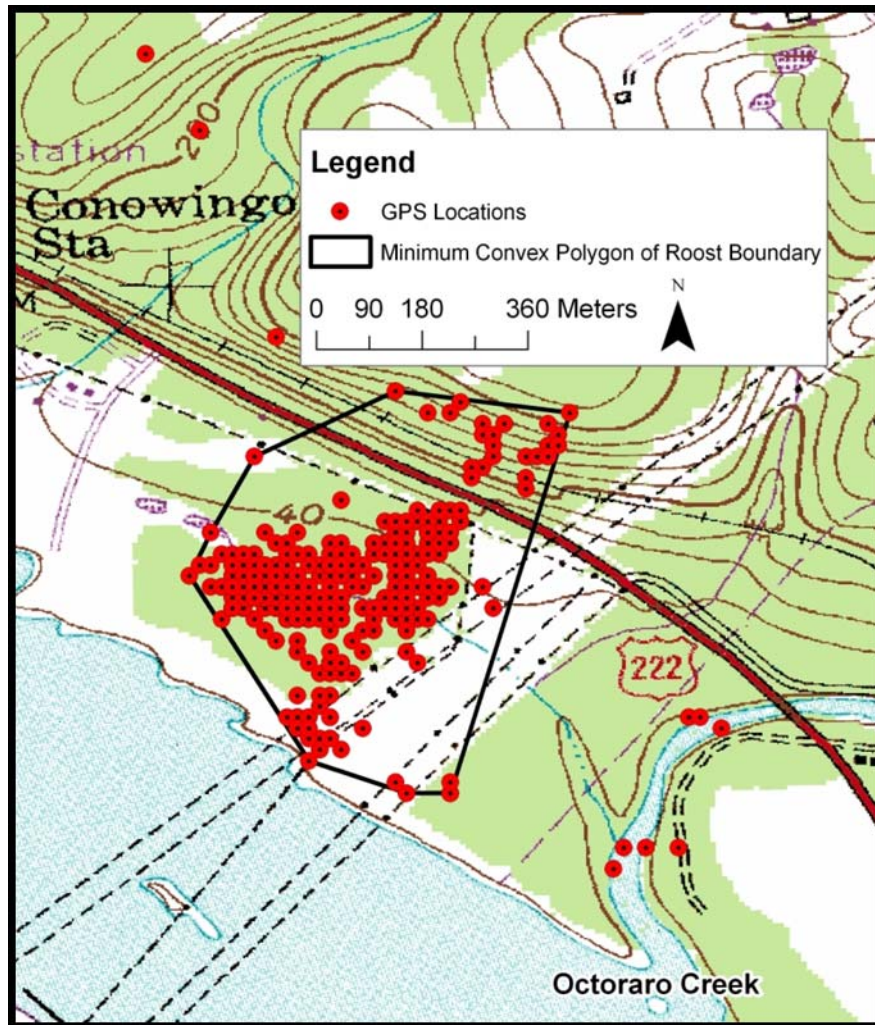 200
station
Conowingo
Sta
M
Legend
GPS Locations
Minimum Convex Polygon of Roost Boundary
N
0 90 180 360 Meters
40
222
Octoraro Creek